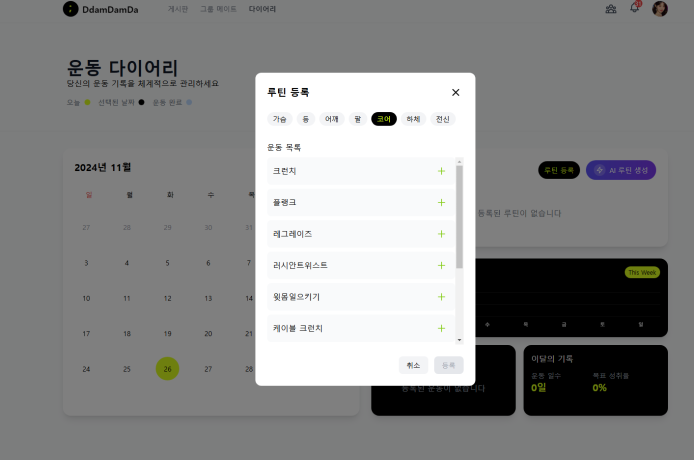 DdamDamDa
게시판 그룹 메이트 다이어리
운동 다이어리
당신의 운동 기록을 체계적으로 관리하세요
오늘 선택된 날짜 운동 완료
2024년 11월
일 월 화 수 목
27 28 29 30 31
3 4 5 6 7
10 11 12 13 14
17 18 19 20 21
24 25 26 27 28
루틴 등록
가슴 등 어깨 팔 코어 하체 전신
운동 목록
크런치
플랭크
레그레이즈
러시안트위스트
윗몸일으키기
케이블 크런치
취소 등록
루틴 등록 AI 루틴 생성
등록된 루틴이 없습니다
This Week
수 목 금 토 일
등록된 운동이 없습니다
이달의 기록
운동 일수 목표 성취율
0일 0%